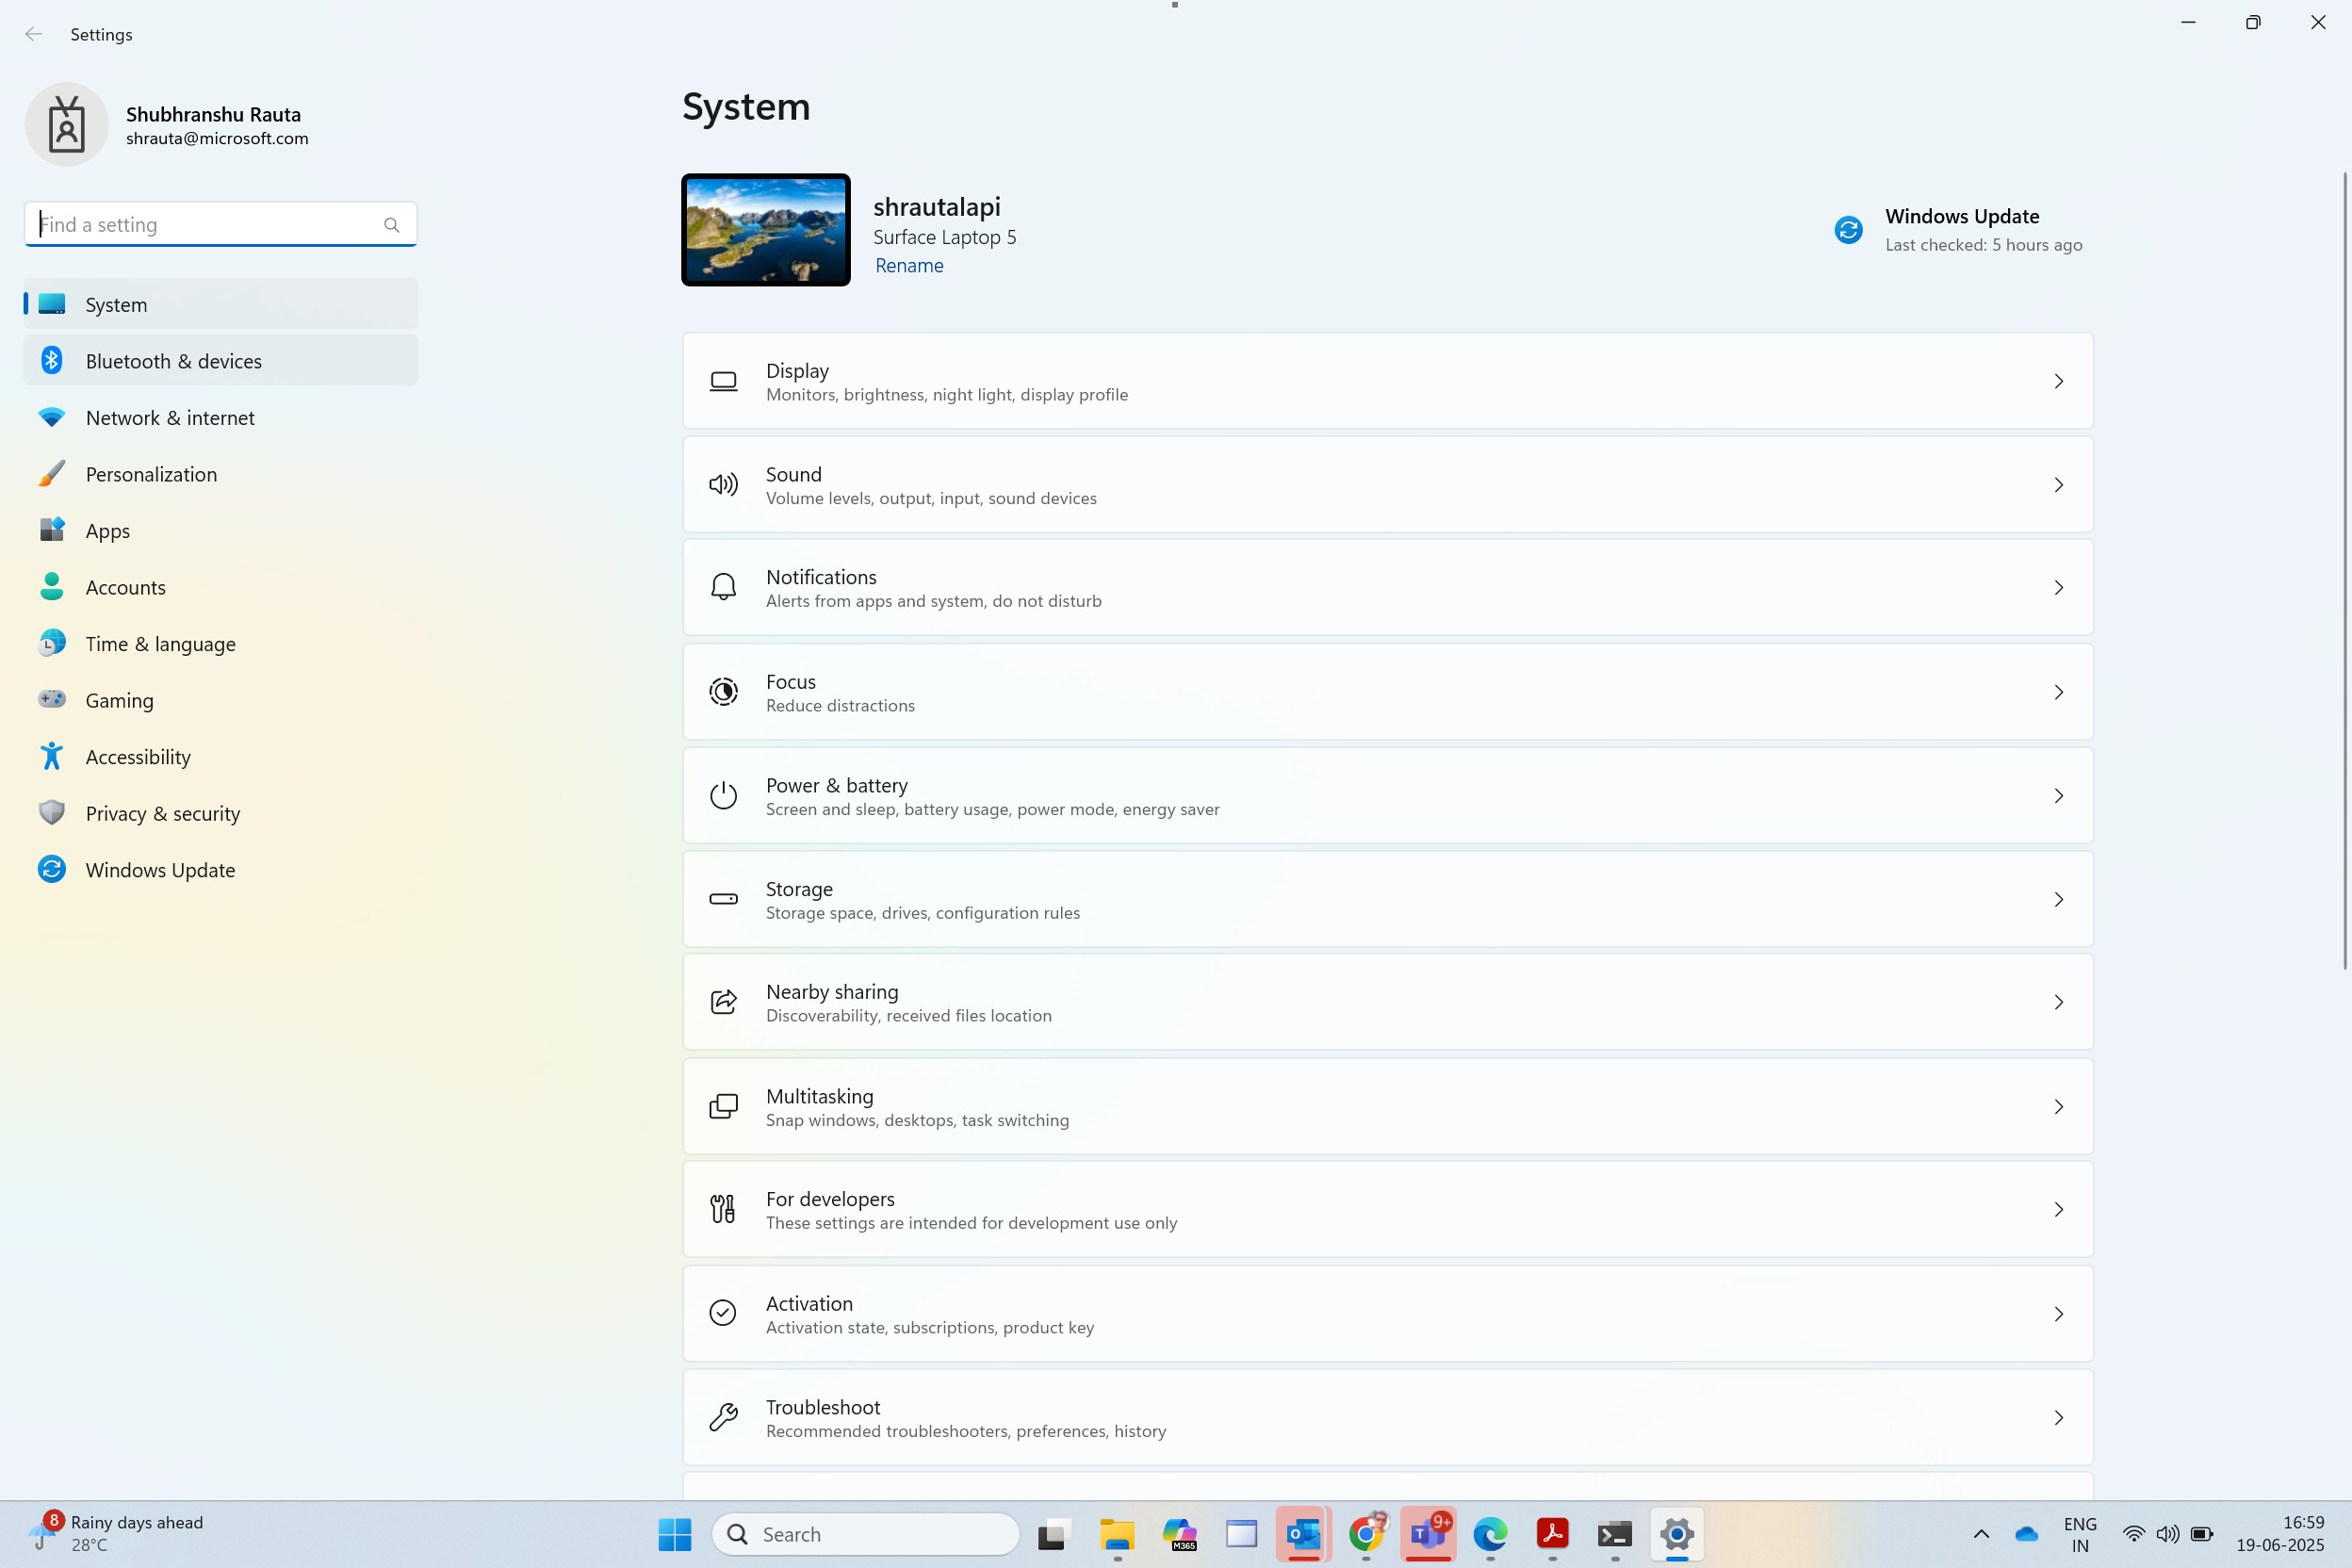 Settings
Shubhranshu Rauta
shrauta@microsoft.com
Find a setting
System
Bluetooth & devices
Network & internet
Personalization
Apps
Accounts
Time & language
Gaming
Accessibility
Privacy & security
Windows Update
System
shrautalapi
Surface Laptop 5
Rename
Windows Update
Last checked: 5 hours ago
Display
Monitors, brightness, night light, display profile
Sound
Volume levels, output, input, sound devices
Notifications
Alerts from apps and system, do not disturb
Focus
Reduce distractions
Power & battery
Screen and sleep, battery usage, power mode, energy saver
Storage
Storage space, drives, configuration rules
Nearby sharing
Discoverability, received files location
Multitasking
Snap windows, desktops, task switching
For developers
These settings are intended for development use only
Activation
Activation state, subscriptions, product key
Troubleshoot
Recommended troubleshooters, preferences, history
8
Rainy days ahead
28°C
Search
M365
O
T
9+
ENG
IN
16:59
19-06-2025